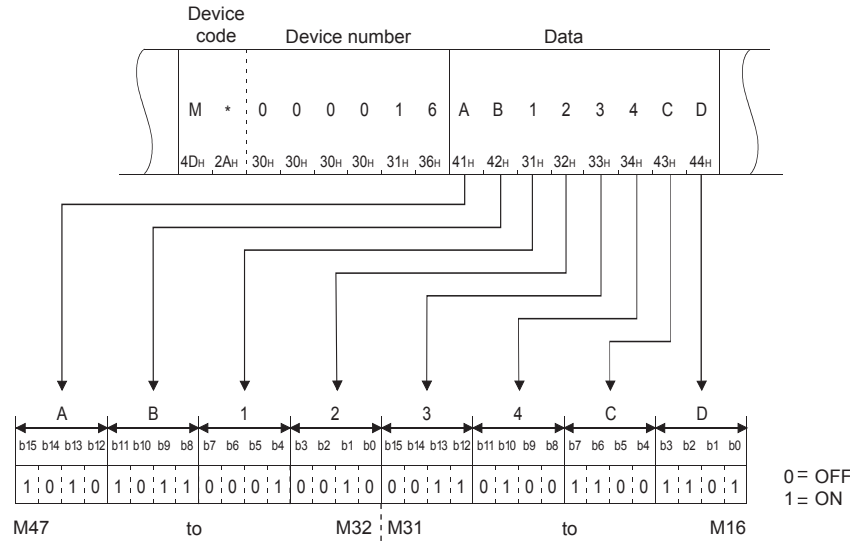 Device
code Device number Data
M * 0 0 0 0 1 6 A B 1 2 3 4 C D
4DH 2AH 30H 30H 30H 30H 31H 36H 41H 42H 31H 32H 33H 34H 43H 44H
A B 1 2 3 4 C D
b15 b14 b13 b12 b11 b10 b9 b8 b7 b6 b5 b4 b3 b2 b1 b0 b15 b14 b13 b12 b11 b10 b9 b8 b7 b6 b5 b4 b3 b2 b1 b0
1 0 1 0 1 0 1 1 0 0 0 1 0 0 1 0 0 0 1 1 0 1 0 0 1 1 0 0 1 1 0 1
0 = OFF
1 = ON
M47 to M32 M31 to M16